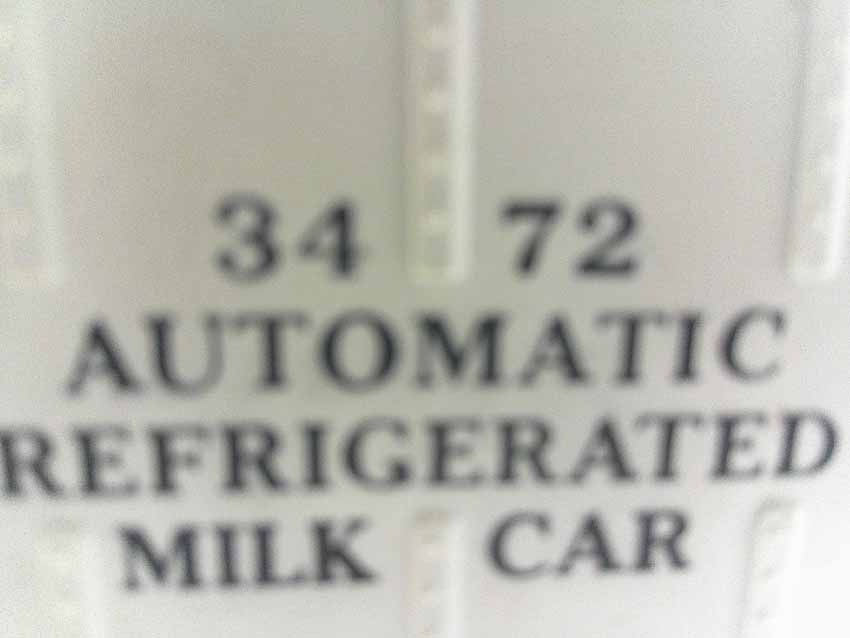 34 72
AUTOMATIC
REFRIGERATED
MILK CAR